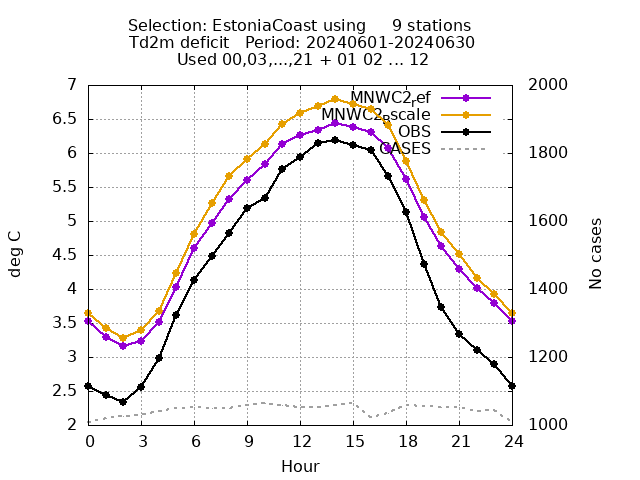 Selection: EstoniaCoast using     9 stations
Td2m deficit   Period: 20240601-20240630
Used 00,03,...,21 + 01 02 ... 12
MNWC2_ref
MNWC2_scale
OBS
CASES
7
6.5
6
5.5
5
4.5
4
3.5
3
2.5
2
2000
1800
1600
1400
1200
1000
deg C
No cases
0 3 6 9 12 15 18 21 24
Hour